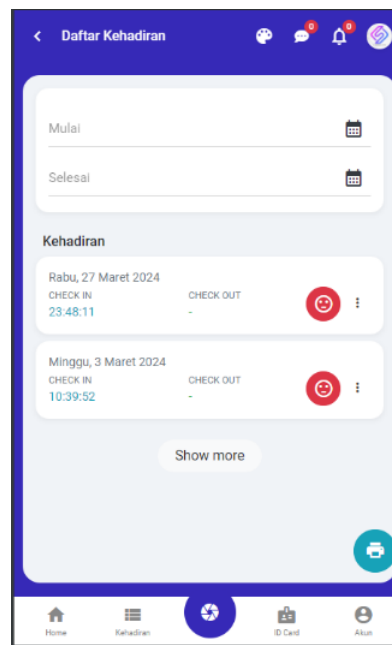 Daftar Kehadiran
0
0
Mulai
Selesai
Kehadiran
Rabu, 27 Maret 2024
CHECK IN CHECK OUT
23:48:11 -
Minggu, 3 Maret 2024
CHECK IN CHECK OUT
10:39:52 -
Show more
Home Kehadiran ID Card Akun